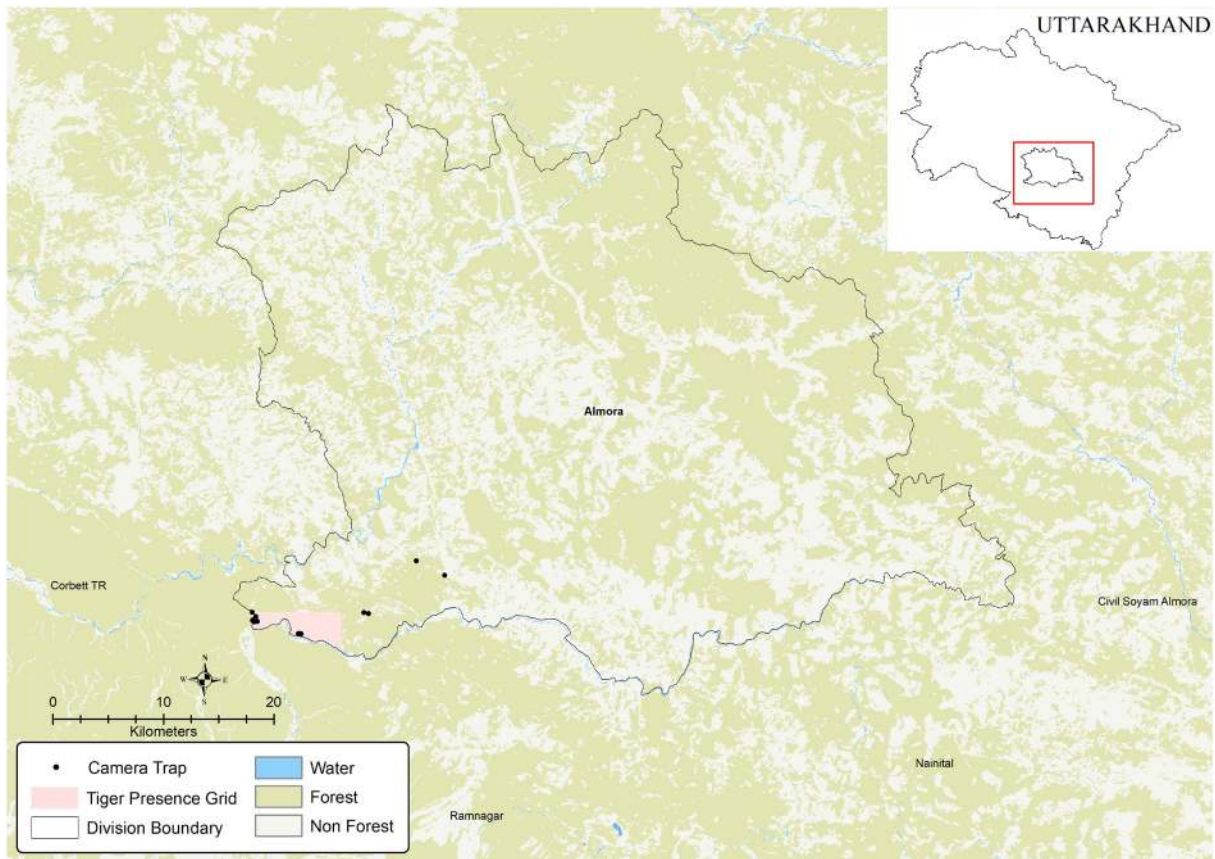 UTTARAKHAND
Almora
Corbett TR
Civil Soyam Almora
N
W E
S
0 10 20
Kilometers
Nainital
Ramnagar
Camera Trap
Tiger Presence Grid
Division Boundary
Water
Forest
Non Forest